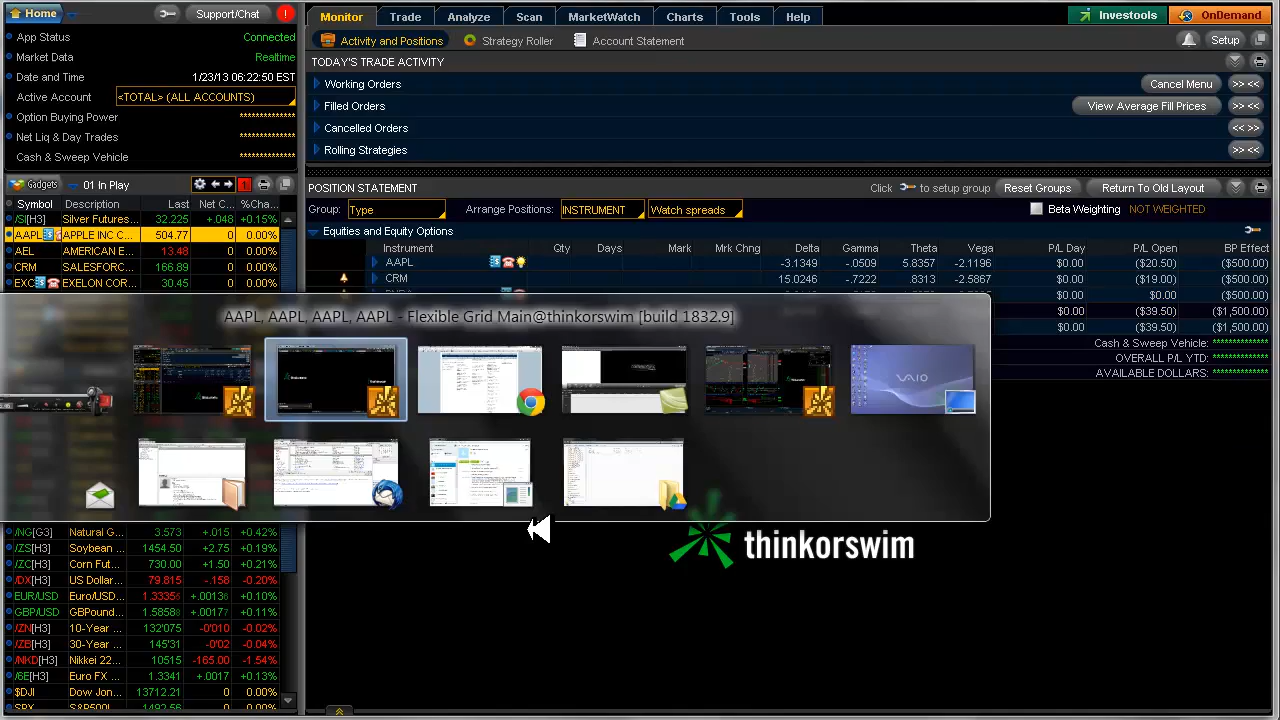 Home
Support/Chat
App Status Connected
Market Data Realtime
Date and Time 1/23/13 06:22:50 EST
Active Account <TOTAL> (ALL ACCOUNTS)
Option Buying Power **************
Net Liq & Day Trades **************
Cash & Sweep Vehicle **************
Gadgets 01 In Play 1
Symbol Description Last Net C... %Cha...
/SI[H3] Silver Futures... 32.225 +.048 +0.15%
AAPL APPLE INC C... 504.77 0 0.00%
AEL AMERICAN E... 13.48 0 0.00%
CRM SALESFORC... 166.89 0 0.00%
EXC EXELON COR... 30.45 0 0.00%
Monitor Trade Analyze Scan MarketWatch Charts Tools Help
Investools OnDemand
Activity and Positions Strategy Roller Account Statement
Setup
TODAY'S TRADE ACTIVITY
Working Orders Cancel Menu >> <<
Filled Orders View Average Fill Prices >> <<
Cancelled Orders << >>
Rolling Strategies >> <<
POSITION STATEMENT Click to setup group Reset Groups Return To Old Layout
Group: Type Arrange Positions: INSTRUMENT Watch spreads Beta Weighting NOT WEIGHTED
Equities and Equity Options
Instrument Qty Days Mark Mrk Chng Delta Gamma Theta P/L Day P/L Open BP Effect
AAPL 5.8357 $0.00 ($20.50) ($500.00)
CRM -.7222 .8313 -2.5867 $0.00 ($19.00) ($500.00)
$0.00 $0.00 ($500.00)
$0.00 ($39.50) ($1,500.00)
$0.00 ($39.50) ($1,500.00)
AVAILABLE DOLLARS: **************
AAPL, AAPL, AAPL, AAPL - Flexible Grid Main@thinkorswim [build 1832.9]
thinkorswim
/NG[G3] Natural G... 3.573 +.015 +0.42%
/ZS[H3] Soybean ... 1454.50 +2.75 +0.19%
/ZC[H3] Corn Fut... 730.00 +1.50 +0.21%
/DX[H3] US Dollar... 79.815 -.158 -0.20%
EUR/USD Euro/USD... 1.33356 +.00136 +0.10%
GBP/USD GBPound... 1.58588 +.00177 +0.11%
/ZN[H3] 10-Year ... 132'075 -0'010 -0.02%
/ZB[H3] 30-Year ... 145'31 -0'02 -0.04%
/NKD[H3] Nikkei 22... 10515 -165.00 -1.54%
/6E[H3] Euro FX ... 1.3341 +.0017 +0.13%
$DJI Dow Jon... 13712.21 0 0.00%
SPX S&P500I... 1492.56 0 0.00%